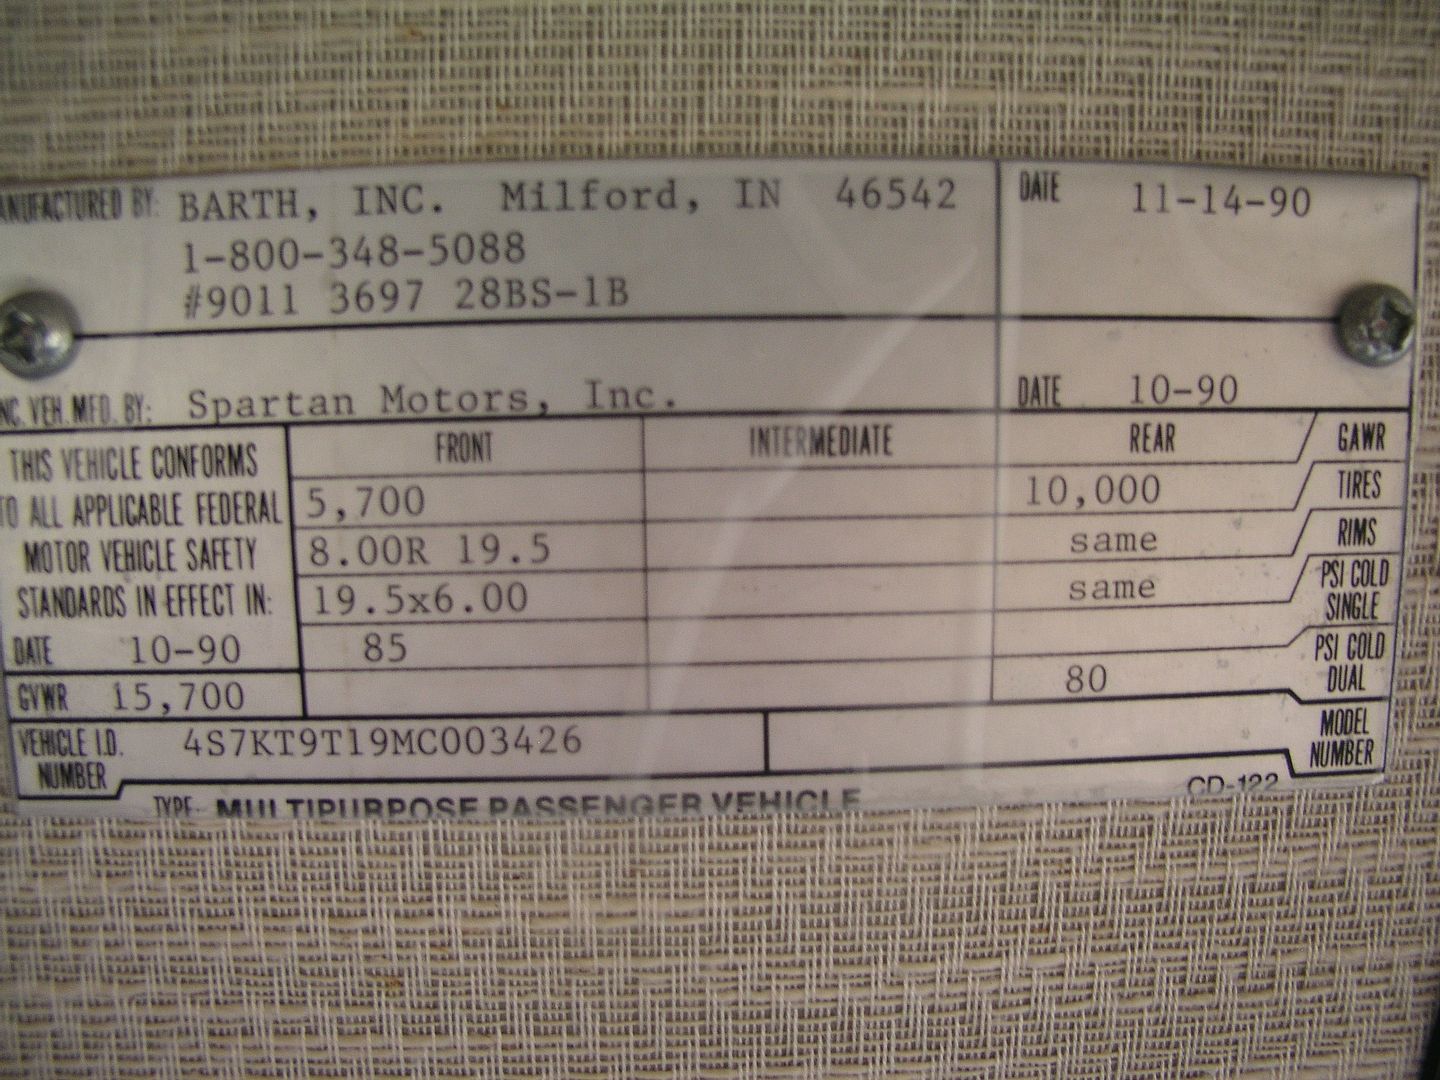 ANUFACTURED BY: BARTH, INC. Milford, IN 46542 DATE 11-14-90
1-800-348-5088
#9011 3697 28BS-1B
NC. VEH. MFD. BY: Spartan Motors, Inc. DATE 10-90
THIS VEHICLE CONFORMS
TO ALL APPLICABLE FEDERAL
MOTOR VEHICLE SAFETY
STANDARDS IN EFFECT IN:
DATE 10-90
GVWR 15,700
FRONT INTERMEDIATE REAR GAWR
5,700 10,000 TIRES
8.00R 19.5 same RIMS
19.5x6.00 same PSI COLD SINGLE
85 PSI COLD DUAL
80
VEHICLE I.D. NUMBER 4S7KT9T19MC003426 MODEL NUMBER
TYPE: MULTIPURPOSE PASSENGER VEHICLE CD-122